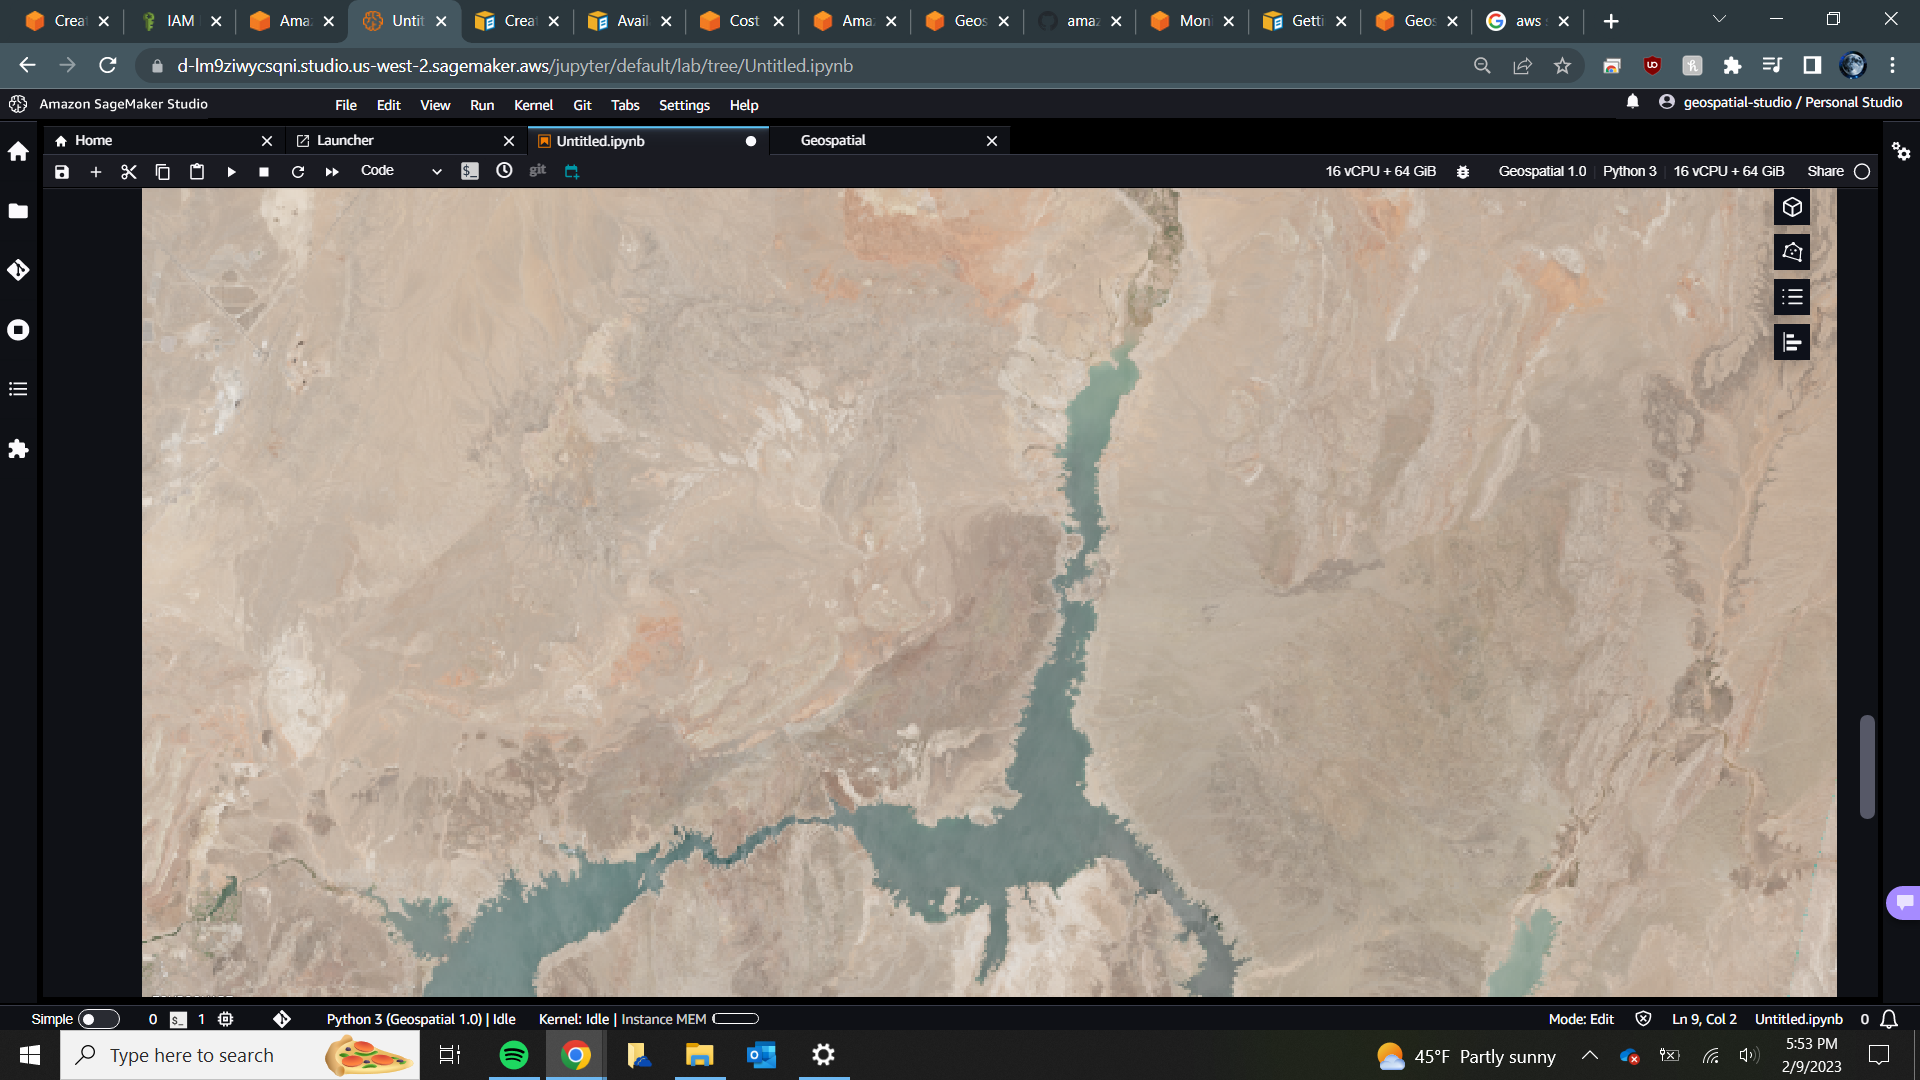 Creat IAM Amaz Untit Creat Avail Cost Amaz Geos amaz Moni Getti Geos aws
d-lm9ziwycsqni.studio.us-west-2.sagemaker.aws/jupyter/default/lab/tree/Untitled.ipynb
Amazon SageMaker Studio File Edit View Run Kernel Git Tabs Settings Help geospatial-studio / Personal Studio
Home Launcher Untitled.ipynb Geospatial
Code git 16 vCPU + 64 GiB Geospatial 1.0 Python 3 16 vCPU + 64 GiB Share
Simple 0 1 Python 3 (Geospatial 1.0) | Idle Kernel: Idle | Instance MEM Mode: Edit Ln 9, Col 2 Untitled.ipynb 0
Type here to search 45°F Partly sunny 5:53 PM
2/9/2023